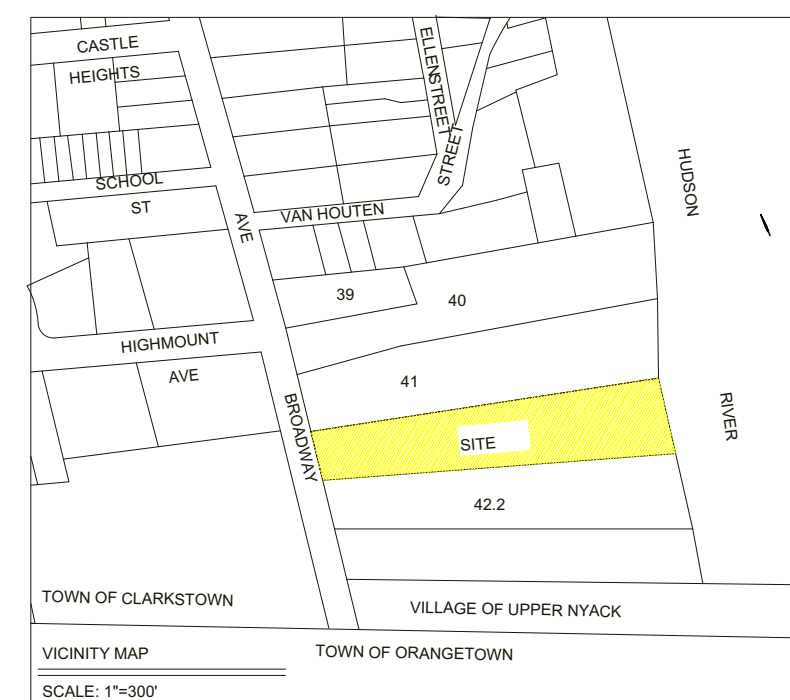 CASTLE
HEIGHTS
ELLEN STREET
STREET
SCHOOL
ST
VAN HOUTEN
AVE
HUDSON
39
40
HIGHMOUNT
AVE
41
BROADWAY
RIVER
SITE
42.2
TOWN OF CLARKSTOWN
VILLAGE OF UPPER NYACK
VICINITY MAP
TOWN OF ORANGETOWN
SCALE: 1"=300'